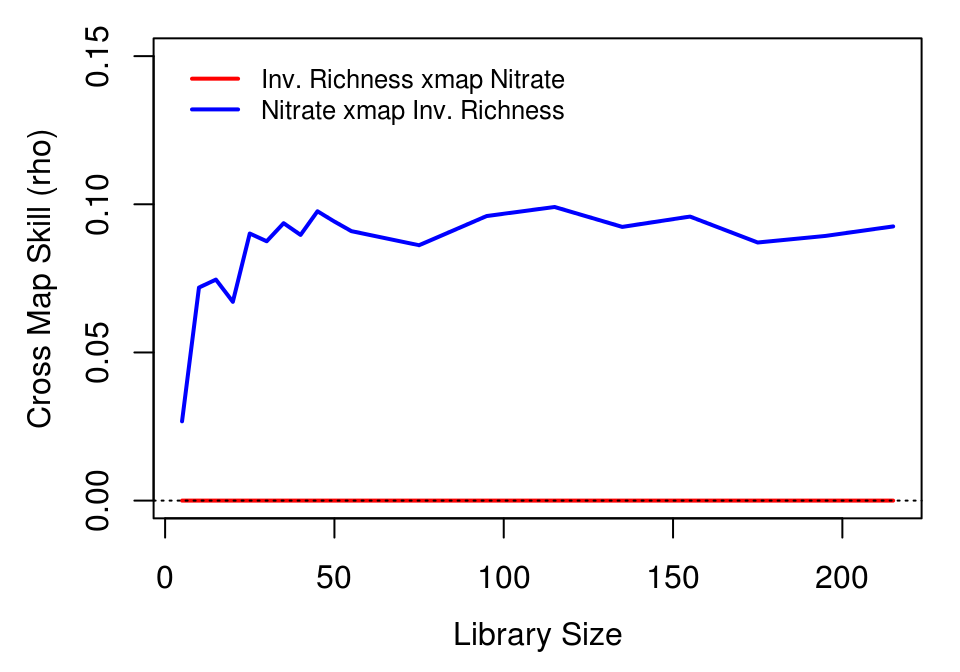 Inv. Richness xmap Nitrate
Nitrate xmap Inv. Richness
Cross Map Skill (rho)
0.15
0.10
0.05
0.00
0 50 100 150 200
Library Size